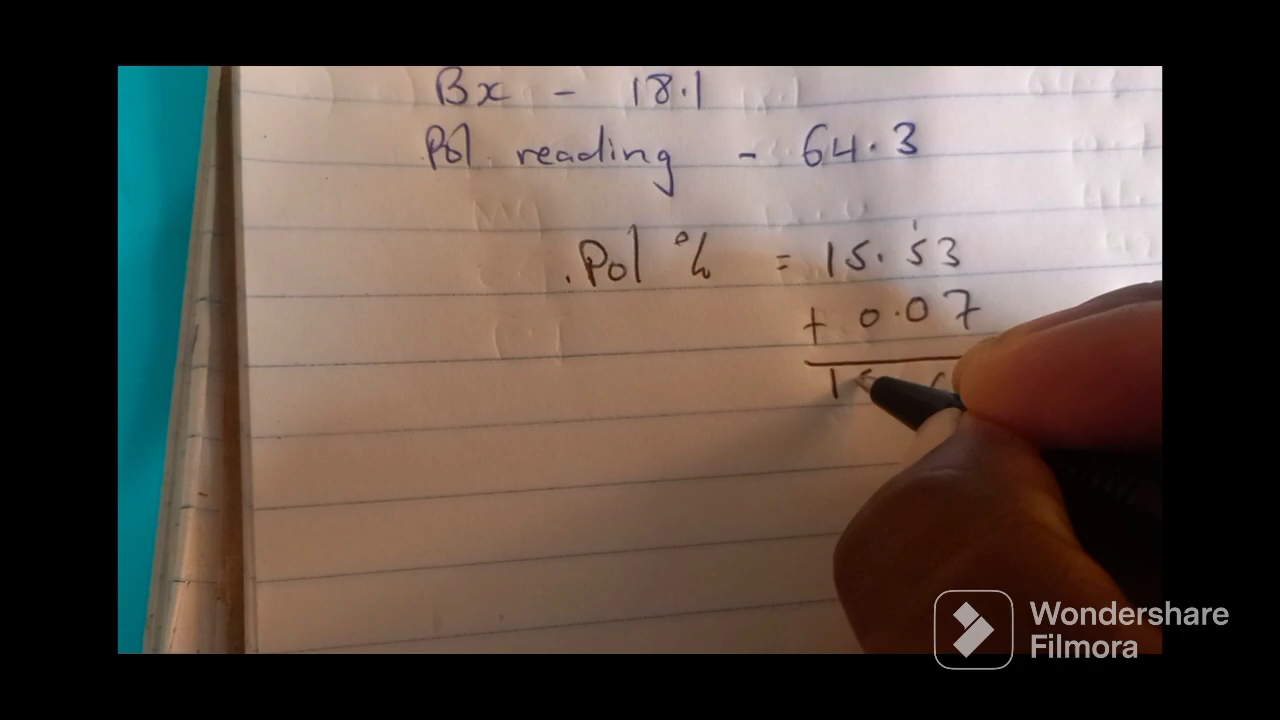 Bx - 18.1
Pol reading - 64.3
.Pol % = 15.53
+ 0.07
Wondershare
Filmora